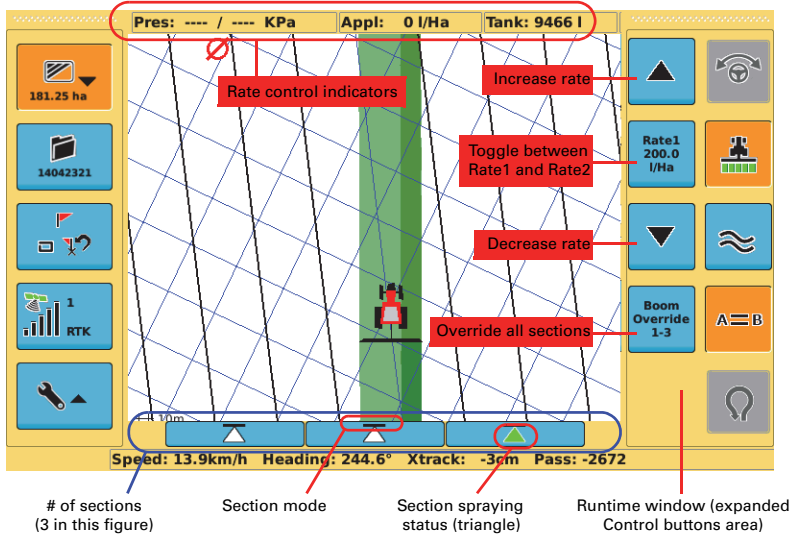 Pres: ---- / ---- KPa Appl: 0 l/Ha Tank: 9466 l
Rate control indicators
Increase rate
181.25 ha
Toggle between
Rate1 and Rate2
Rate1
200.0
l/Ha
14042321
Decrease rate
1
RTK
Override all sections
Boom
Override
1-3
A=B
10m
Speed: 13.9km/h Heading: 244.6° Xtrack: -3cm Pass: -2672
# of sections
(3 in this figure)
Section mode
Section spraying
status (triangle)
Runtime window (expanded
Control buttons area)